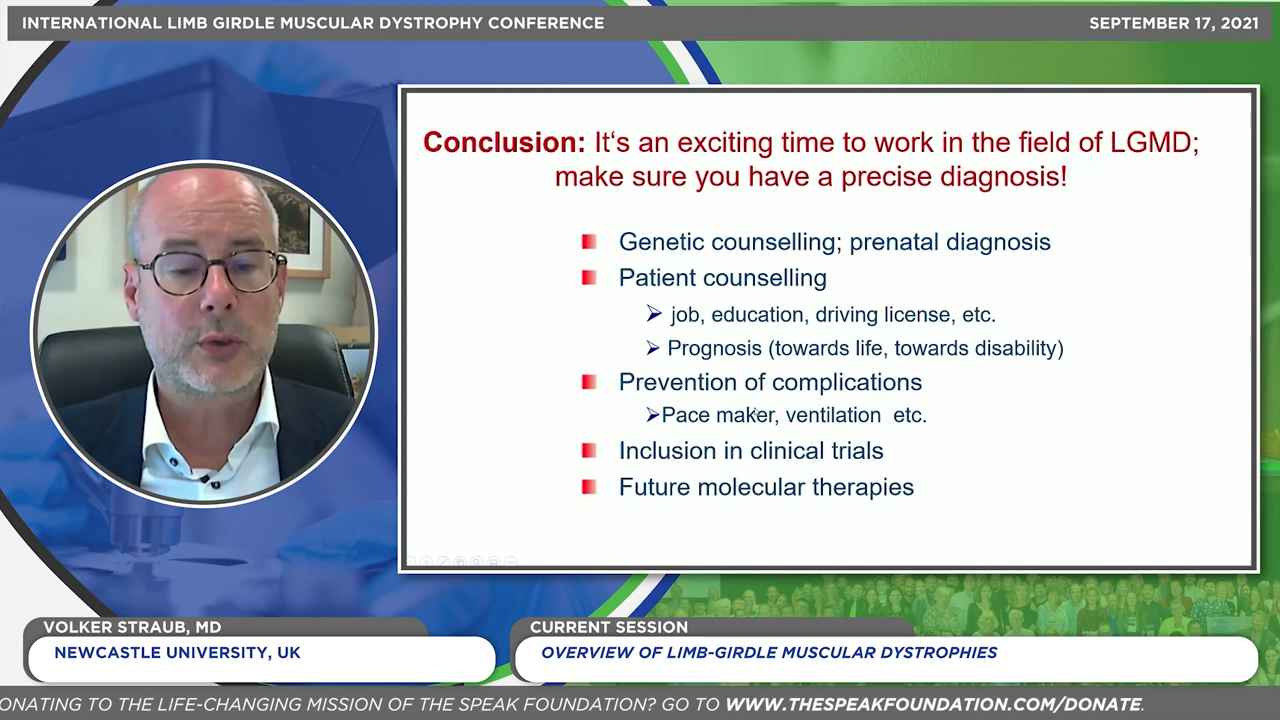 INTERNATIONAL LIMB GIRDLE MUSCULAR DYSTROPHY CONFERENCE
SEPTEMBER 17, 2021
Conclusion: It‘s an exciting time to work in the field of LGMD;
make sure you have a precise diagnosis!
Genetic counselling; prenatal diagnosis
Patient counselling
job, education, driving license, etc.
Prognosis (towards life, towards disability)
Prevention of complications
Pace maker, ventilation etc.
Inclusion in clinical trials
Future molecular therapies
VOLKER STRAUB, MD
NEWCASTLE UNIVERSITY, UK
CURRENT SESSION
OVERVIEW OF LIMB-GIRDLE MUSCULAR DYSTROPHIES
ONATING TO THE LIFE-CHANGING MISSION OF THE SPEAK FOUNDATION? GO TO WWW.THESPEAKFOUNDATION.COM/DONATE.